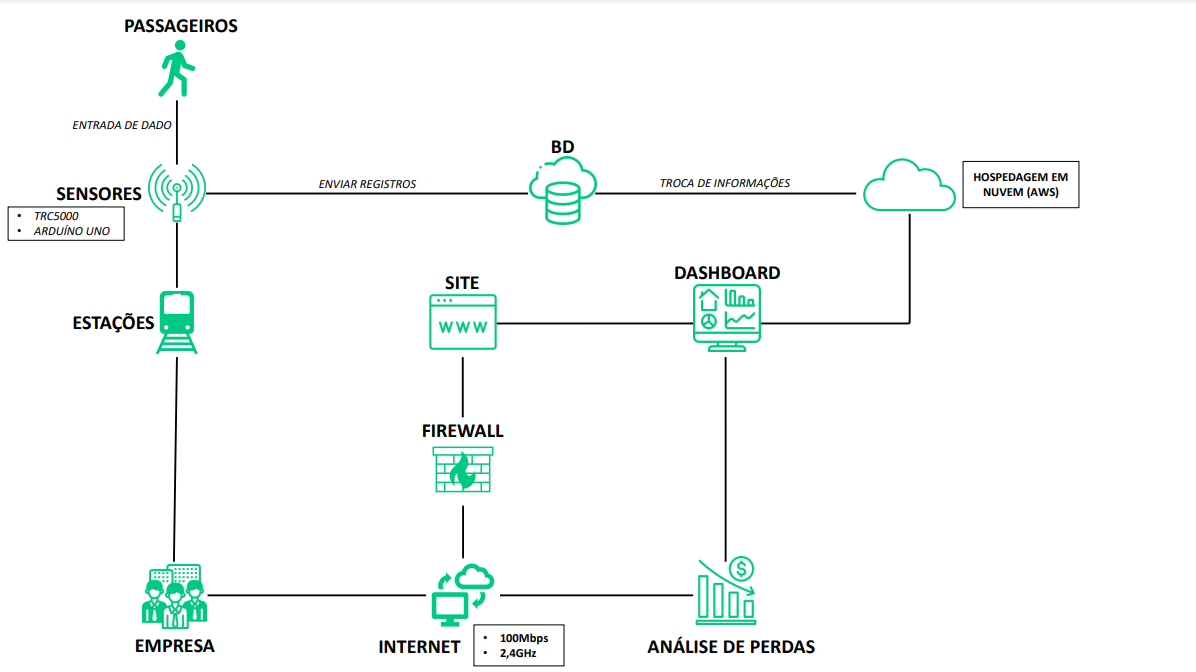 PASSAGEIROS
ENTRADA DE DADO
BD
SENSORES
ENVIAR REGISTROS
TROCA DE INFORMAÇÕES
HOSPEDAGEM EM
NUVEM (AWS)
• TRC5000
• ARDUÍNO UNO
SITE
DASHBOARD
WWW
ESTAÇÕES
FIREWALL
$
EMPRESA
INTERNET
• 100Mbps
• 2,4GHz
ANÁLISE DE PERDAS